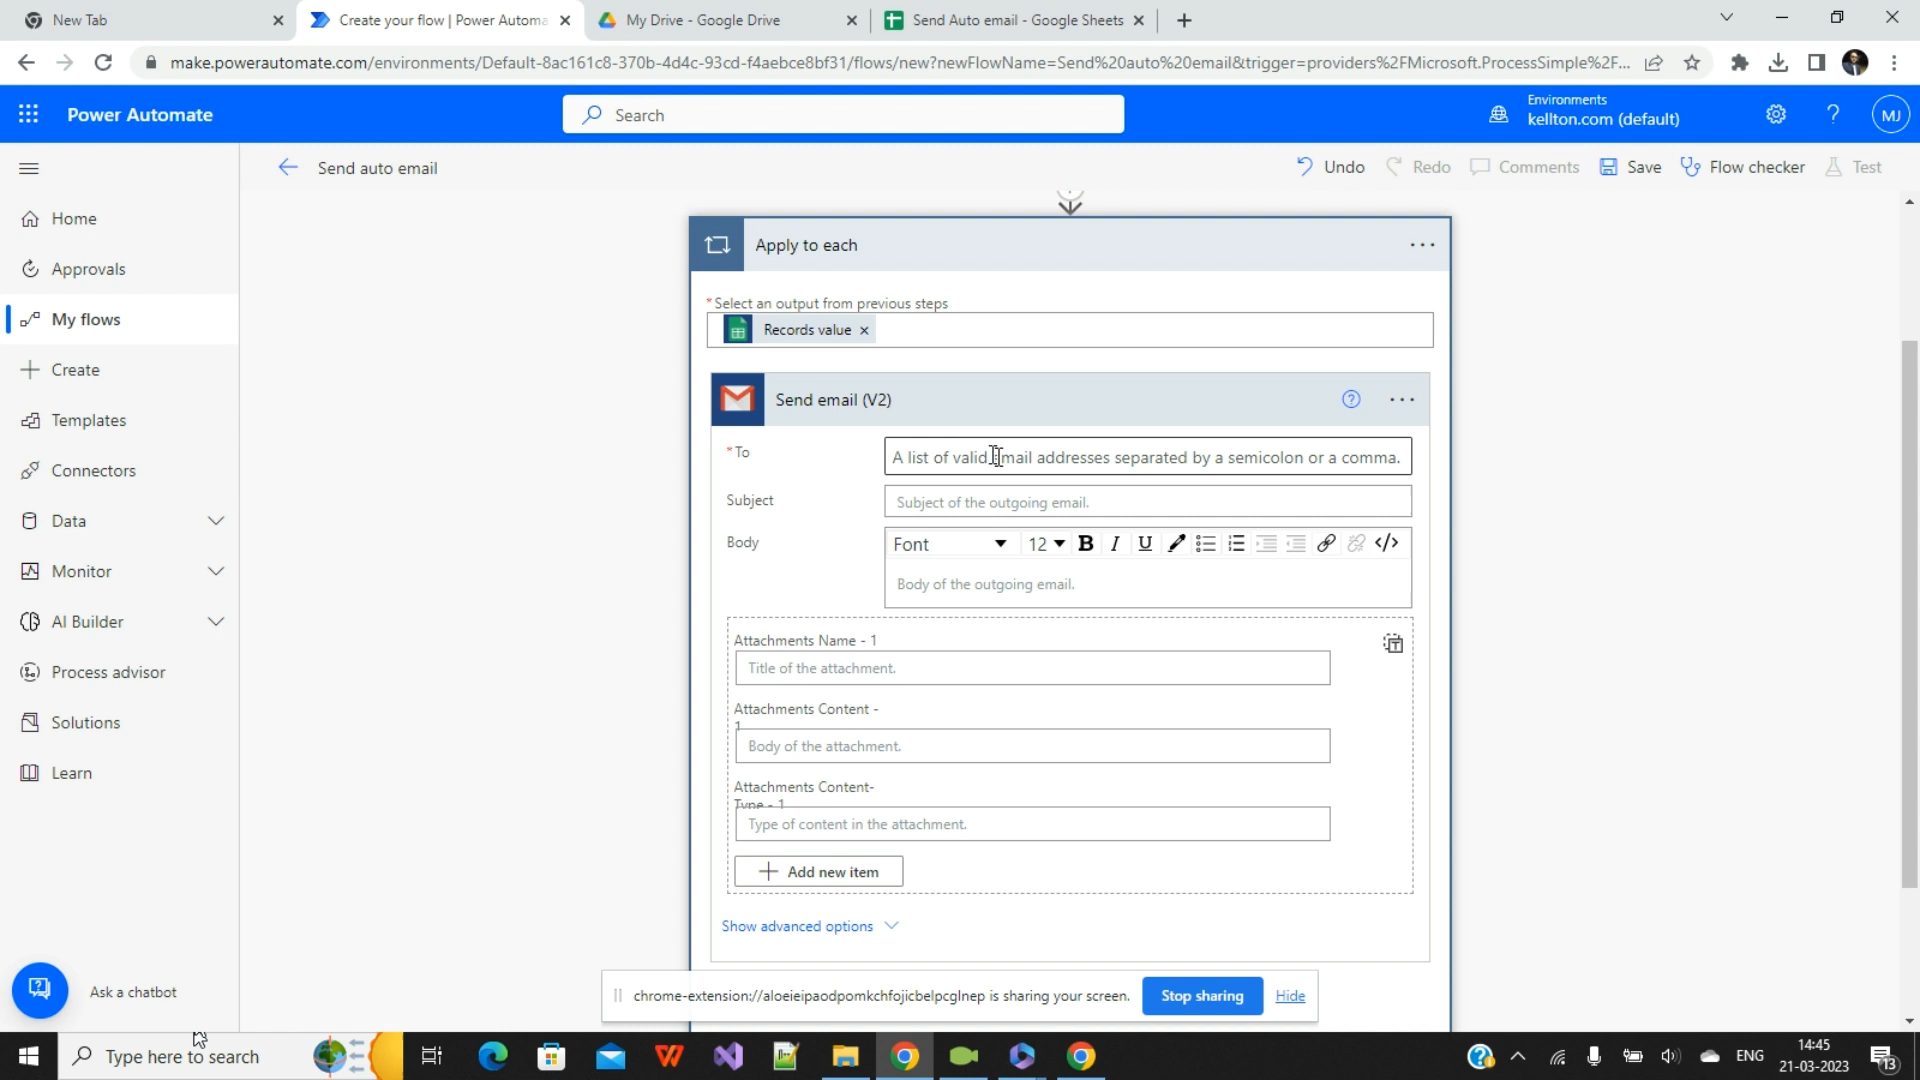 New Tab
Create your flow | Power Automa
My Drive - Google Drive
Send Auto email - Google Sheets
make.powerautomate.com/environments/Default-8ac161c8-370b-4d4c-93cd-f4aebce8bf31/flows/new?newFlowName=Send%20auto%20email&trigger=providers%2FMicrosoft.ProcessSimple%2F...
Power Automate
Search
Environments
kellton.com (default)
MJ
Send auto email
Undo
Redo
Comments
Save
Flow checker
Test
Home
Approvals
My flows
Create
Templates
Connectors
Data
Monitor
AI Builder
Process advisor
Solutions
Learn
Ask a chatbot
Apply to each
* Select an output from previous steps
Records value
Send email (V2)
* To
A list of valid email addresses separated by a semicolon or a comma.
Subject
Subject of the outgoing email.
Body
Font 12 B I U </>
Body of the outgoing email.
Attachments Name - 1
Title of the attachment.
Attachments Content -
1
Body of the attachment.
Attachments Content-
Type - 1
Type of content in the attachment.
Add new item
Show advanced options
chrome-extension://aloeieipaodpomkchfojicbelpcglnep is sharing your screen.
Stop sharing
Hide
Type here to search
ENG
14:45
21-03-2023
13